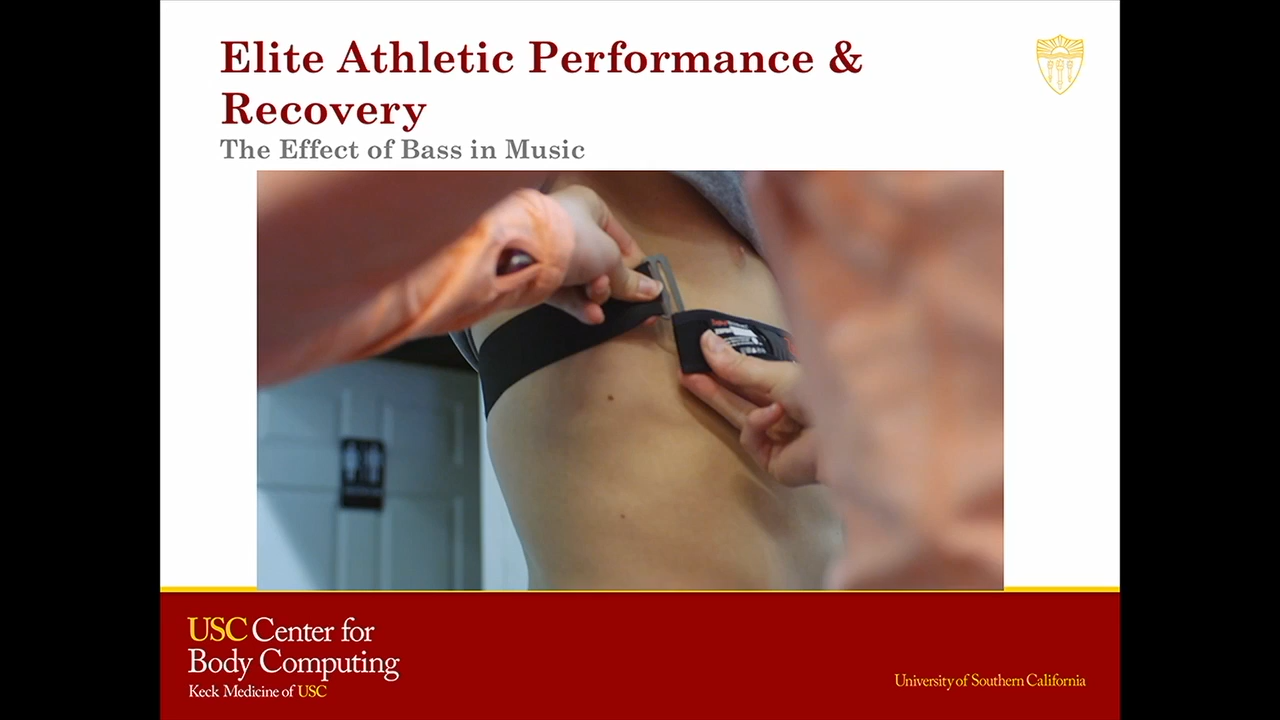 Elite Athletic Performance &
Recovery
The Effect of Bass in Music
USC Center for
Body Computing
Keck Medicine of USC
University of Southern California